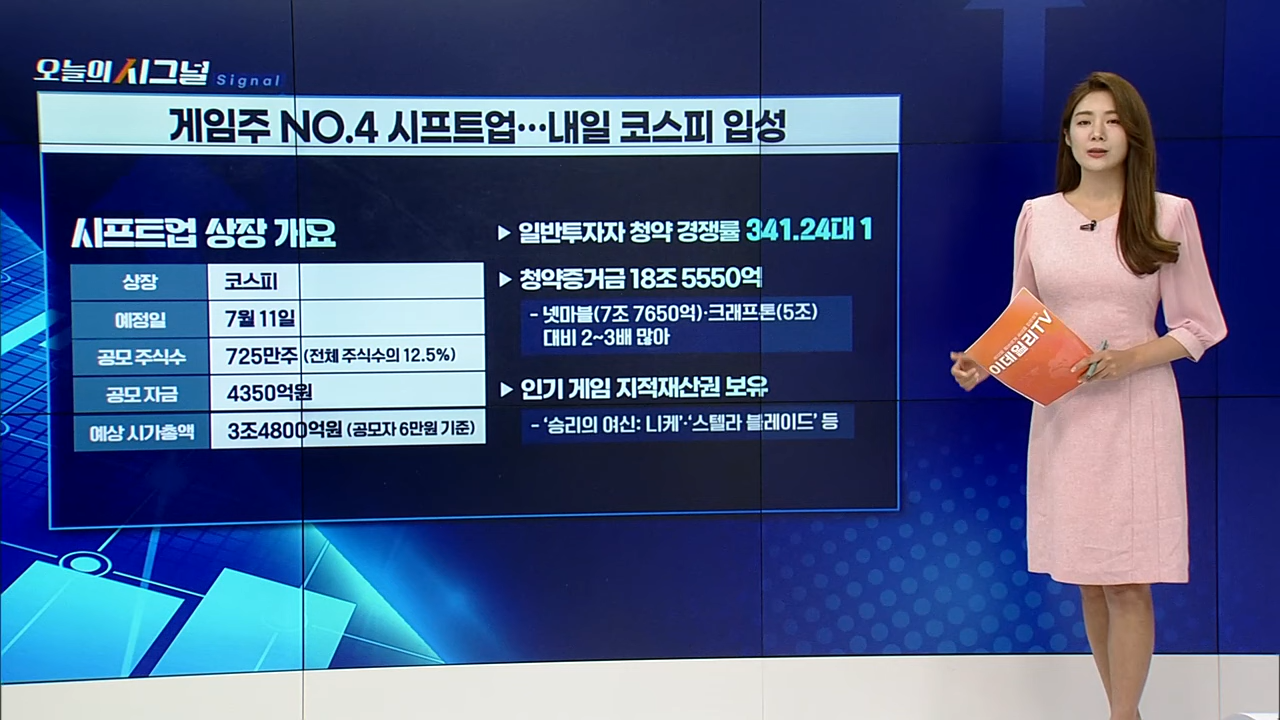 오늘의 시그널 Signal
게임주 NO.4 시프트업…내일 코스피 입성
시프트업 상장 개요
상장 코스피
예정일 7월 11일
공모 주식수 725만주 (전체 주식수의 12.5%)
공모 자금 4350억원
예상 시가총액 3조4800억원 (공모자 6만원 기준)
▶ 일반투자자 청약 경쟁률 341.24대 1
▶ 청약증거금 18조 5550억
- 넷마블(7조 7650억)·크래프톤(5조)
대비 2~3배 많아
▶ 인기 게임 지적재산권 보유
- ‘승리의 여신: 니케’·‘스텔라 블레이드’ 등
이데일리TV